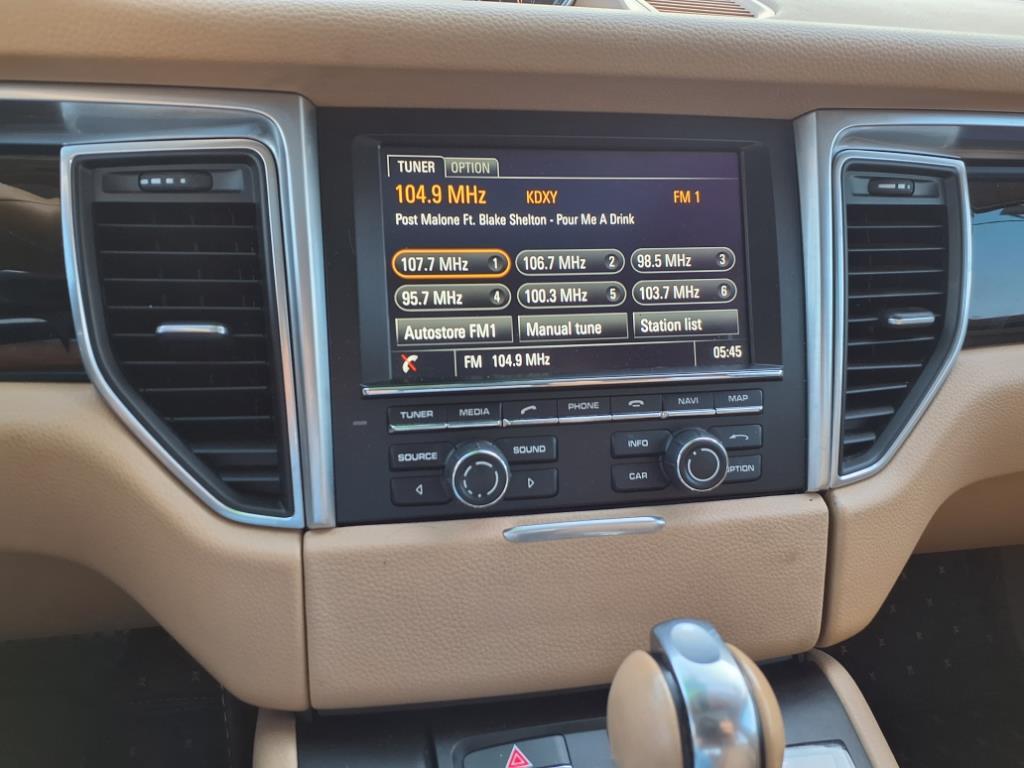 TUNER OPTION
104.9 MHz KDXY FM 1
Post Malone Ft. Blake Shelton - Pour Me A Drink
107.7 MHz 1 106.7 MHz 2 98.5 MHz 3
95.7 MHz 4 100.3 MHz 5 103.7 MHz 6
Autostore FM1 Manual tune Station list
FM 104.9 MHz 05:45
TUNER MEDIA PHONE NAVI MAP
SOURCE SOUND INFO
CAR OPTION